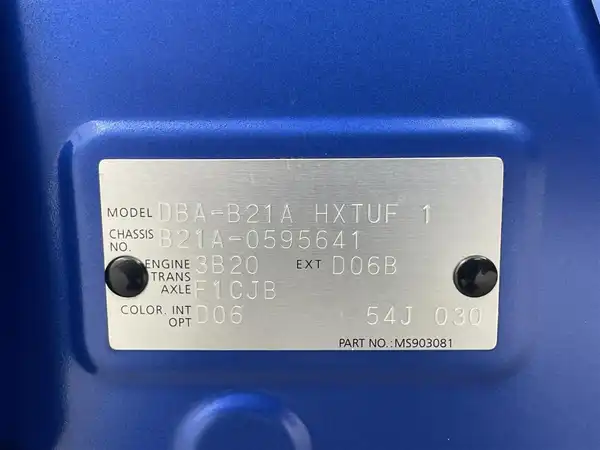 MODEL DBA-B21A HXTUF 1
CHASSIS NO. B21A-0595641
ENGINE 3B20 EXT D06B
TRANS AXLE F1CJB
COLOR. INT OPT D06 54J 030
PART NO.:MS903081